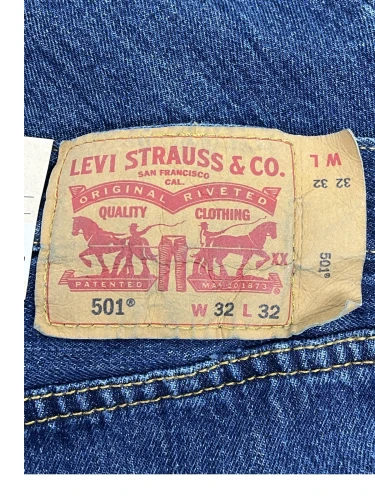 LEVI STRAUSS & CO.
SAN FRANCISCO
CAL.
ORIGINAL RIVETED
QUALITY CLOTHING
XX
PATENTED MAY 20 1873
501® W 32 L 32
W L
32 32
501®